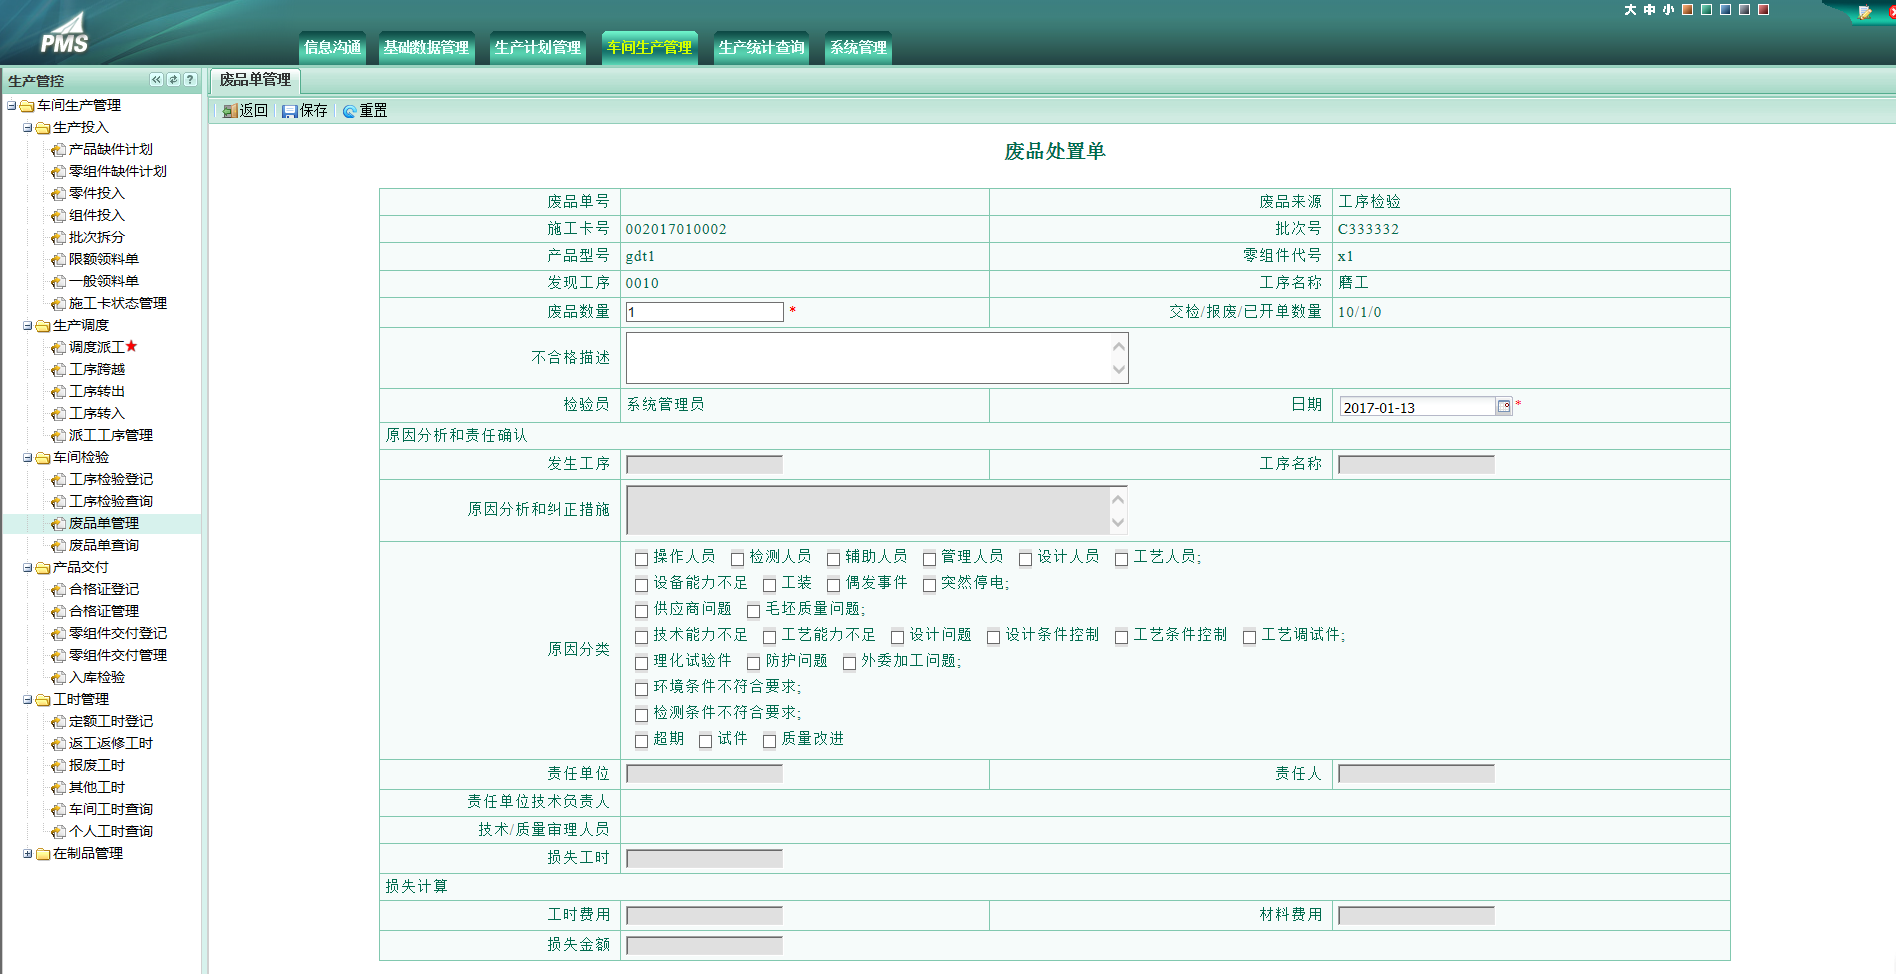 大 中 小
PMS
信息沟通 基础数据管理 生产计划管理 车间生产管理 生产统计查询 系统管理
生产管控
车间生产管理
生产投入
产品缺件计划
零组件缺件计划
零件投入
组件投入
批次拆分
限额领料单
一般领料单
施工卡状态管理
生产调度
调度派工★
工序跨越
工序转出
工序转入
派工工序管理
车间检验
工序检验登记
工序检验查询
废品单管理
废品单查询
产品交付
合格证登记
合格证管理
零组件交付登记
零组件交付管理
入库检验
工时管理
定额工时登记
返工返修工时
报废工时
其他工时
车间工时查询
个人工时查询
在制品管理
废品单管理
返回 保存 重置
废品处置单
废品单号 废品来源 工序检验
施工卡号 002017010002 批次号 C333332
产品型号 gdt1 零组件代号 x1
发现工序 0010 工序名称 磨工
废品数量 1 * 交检/报废/已开单数量 10/1/0
不合格描述
检验员 系统管理员 日期 2017-01-13 *
原因分析和责任确认
发生工序 工序名称
原因分析和纠正措施
原因分类
操作人员 检测人员 辅助人员 管理人员 设计人员 工艺人员;
设备能力不足 工装 偶发事件 突然停电;
供应商问题 毛坯质量问题;
技术能力不足 工艺能力不足 设计问题 设计条件控制 工艺条件控制 工艺调试件;
理化试验件 防护问题 外委加工问题;
环境条件不符合要求;
检测条件不符合要求;
超期 试件 质量改进
责任单位 责任人
责任单位技术负责人
技术/质量审理人员
损失工时
损失计算
工时费用 材料费用
损失金额